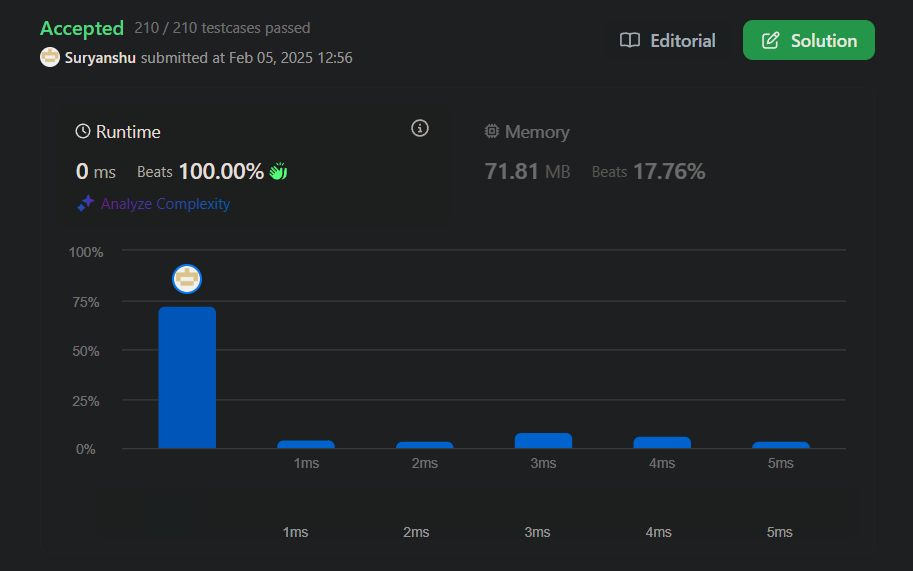 Accepted 210 / 210 testcases passed
Editorial Solution
Suryanshu submitted at Feb 05, 2025 12:56
Runtime Memory
0 ms Beats 100.00% 71.81 MB Beats 17.76%
Analyze Complexity
100%
75%
50%
25%
0%
1ms 2ms 3ms 4ms 5ms
1ms 2ms 3ms 4ms 5ms